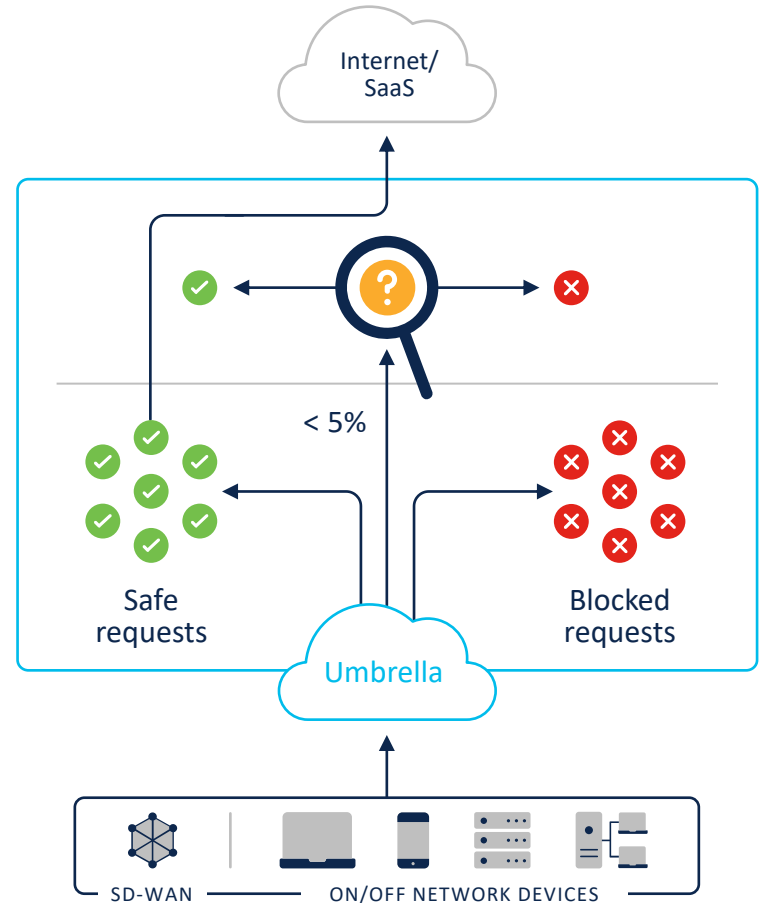 Internet/
SaaS
?
< 5%
Safe
requests
Blocked
requests
Umbrella
SD-WAN
ON/OFF NETWORK DEVICES